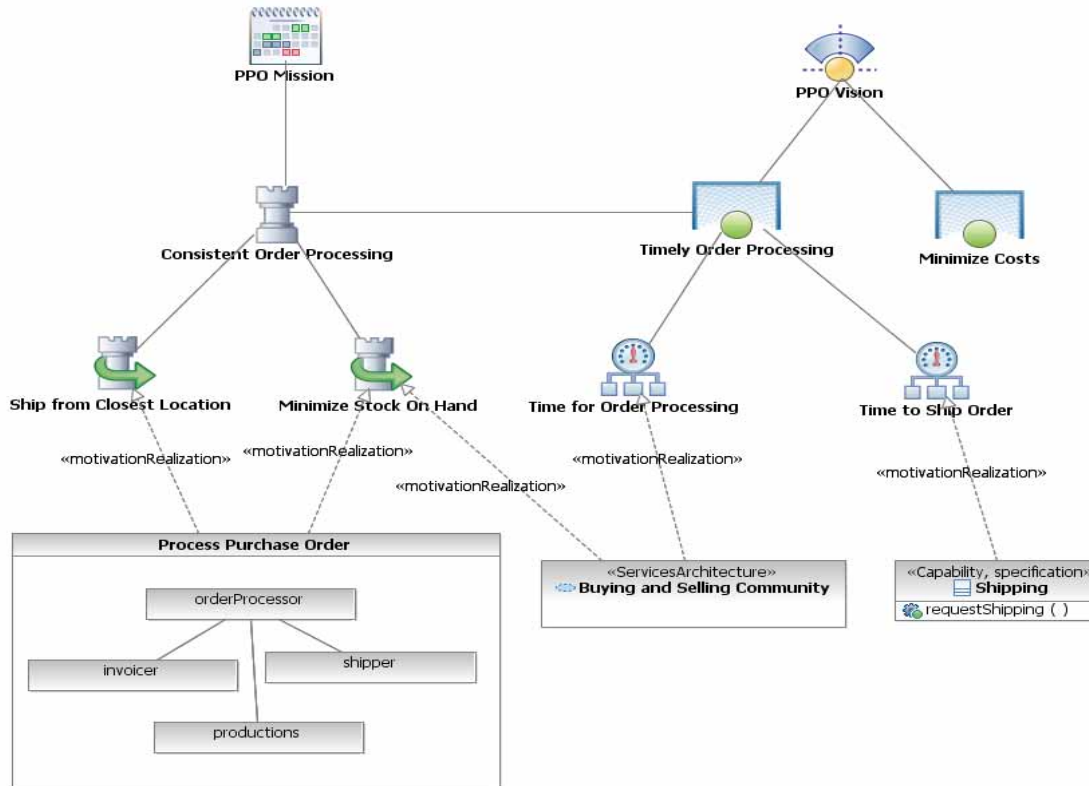 PPO Mission
PPO Vision
Consistent Order Processing
Timely Order Processing
Minimize Costs
Ship from Closest Location
Minimize Stock On Hand
Time for Order Processing
Time to Ship Order
«motivationRealization»
«motivationRealization»
«motivationRealization»
«motivationRealization»
«motivationRealization»
Process Purchase Order
orderProcessor
invoicer
shipper
productions
«ServicesArchitecture»
Buying and Selling Community
«Capability, specification»
Shipping
requestShipping ( )